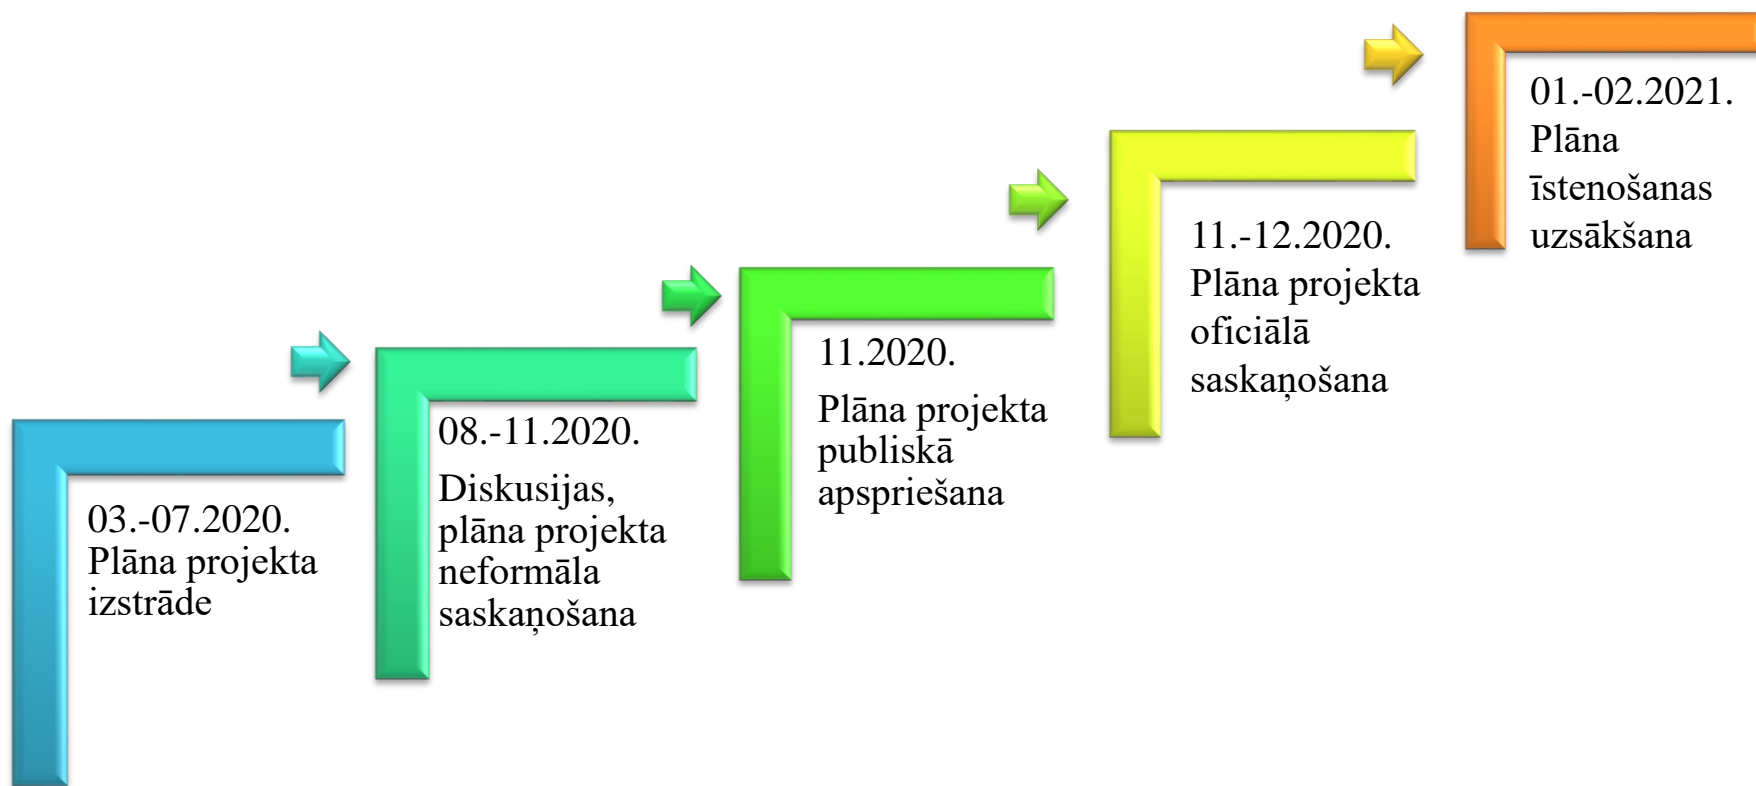 03.-07.2020.
Plāna projekta
izstrāde
08.-11.2020.
Diskusijas,
plāna projekta
neformāla
saskaņošana
11.2020.
Plāna projekta
publiskā
apspriešana
11.-12.2020.
Plāna projekta
oficiālā
saskaņošana
01.-02.2021.
Plāna
īstenošanas
uzsākšana